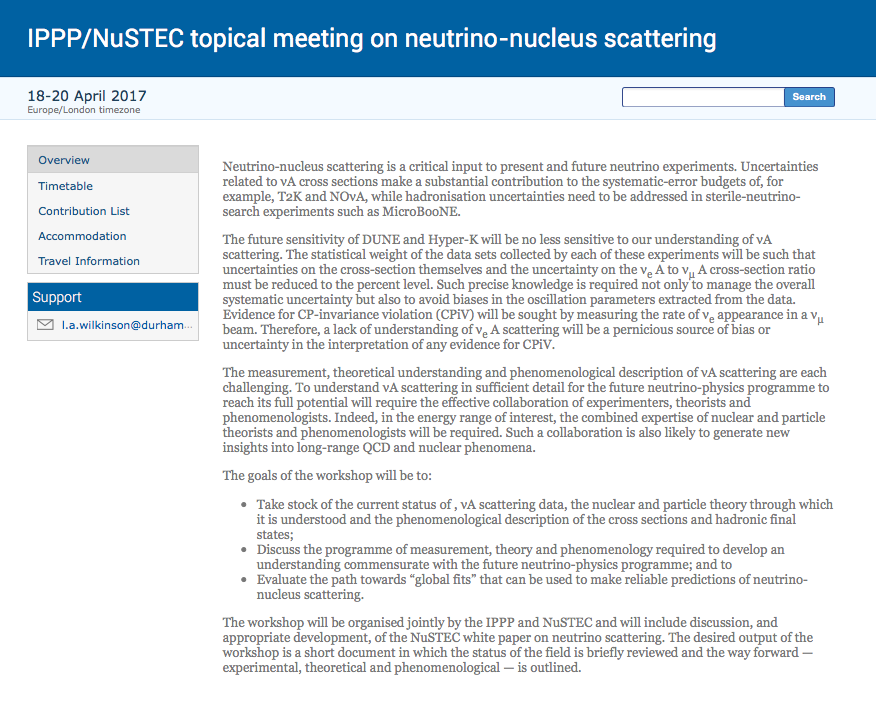 IPPP/NuSTEC topical meeting on neutrino-nucleus scattering
18-20 April 2017
Europe/London timezone
Search
Overview
Timetable
Contribution List
Accommodation
Travel Information
Support
l.a.wilkinson@durham...
Neutrino-nucleus scattering is a critical input to present and future neutrino experiments. Uncertainties
related to νA cross sections make a substantial contribution to the systematic-error budgets of, for
example, T2K and NOνA, while hadronisation uncertainties need to be addressed in sterile-neutrino-
search experiments such as MicroBooNE.
The future sensitivity of DUNE and Hyper-K will be no less sensitive to our understanding of νA
scattering. The statistical weight of the data sets collected by each of these experiments will be such that
uncertainties on the cross-section themselves and the uncertainty on the νe A to νμ A cross-section ratio
must be reduced to the percent level. Such precise knowledge is required not only to manage the overall
systematic uncertainty but also to avoid biases in the oscillation parameters extracted from the data.
Evidence for CP-invariance violation (CPiV) will be sought by measuring the rate of νe appearance in a νμ
beam. Therefore, a lack of understanding of νe A scattering will be a pernicious source of bias or
uncertainty in the interpretation of any evidence for CPiV.
The measurement, theoretical understanding and phenomenological description of νA scattering are each
challenging. To understand νA scattering in sufficient detail for the future neutrino-physics programme to
reach its full potential will require the effective collaboration of experimenters, theorists and
phenomenologists. Indeed, in the energy range of interest, the combined expertise of nuclear and particle
theorists and phenomenologists will be required. Such a collaboration is also likely to generate new
insights into long-range QCD and nuclear phenomena.
The goals of the workshop will be to:
• Take stock of the current status of , νA scattering data, the nuclear and particle theory through which
it is understood and the phenomenological description of the cross sections and hadronic final
states;
• Discuss the programme of measurement, theory and phenomenology required to develop an
understanding commensurate with the future neutrino-physics programme; and to
• Evaluate the path towards “global fits” that can be used to make reliable predictions of neutrino-
nucleus scattering.
The workshop will be organised jointly by the IPPP and NuSTEC and will include discussion, and
appropriate development, of the NuSTEC white paper on neutrino scattering. The desired output of the
workshop is a short document in which the status of the field is briefly reviewed and the way forward —
experimental, theoretical and phenomenological — is outlined.